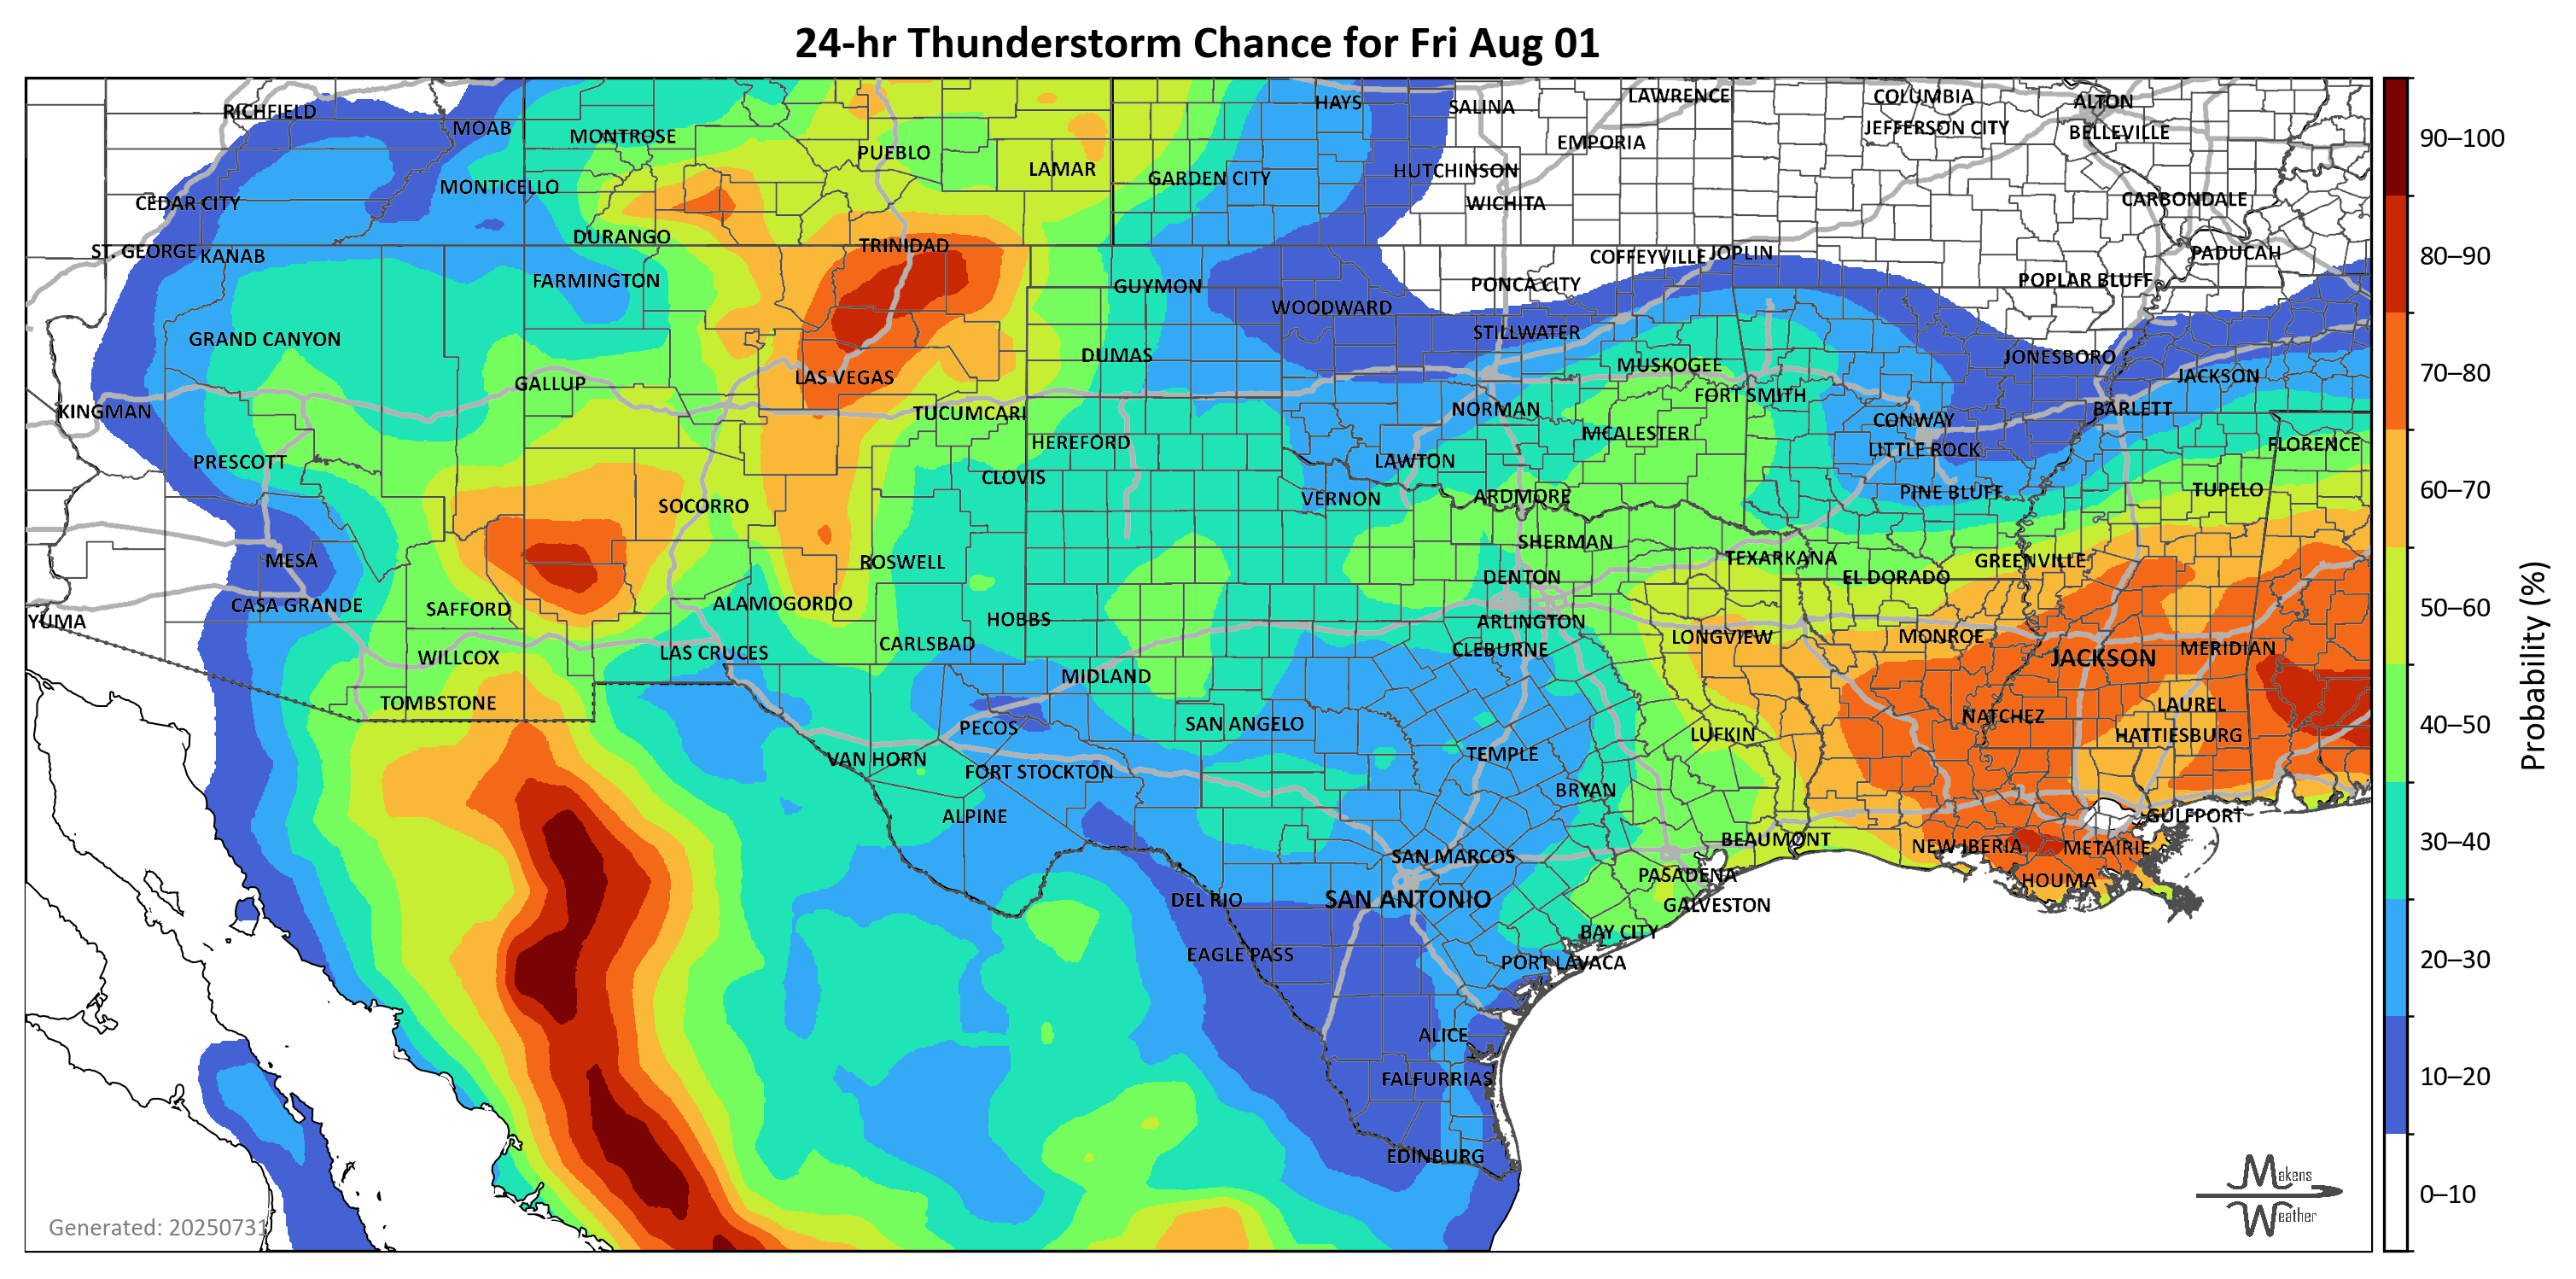 24-hr Thunderstorm Chance for Fri Aug 01
RICHFIELD
MOAB
MONTROSE
PUEBLO
LAMAR
HAYS
SALINA
LAWRENCE
COLUMBIA
ALTON
JEFFERSON CITY
BELLEVILLE
EMPORIA
HUTCHINSON
GARDEN CITY
MONTICELLO
CEDAR CITY
WICHITA
CARBONDALE
DURANGO
TRINIDAD
ST. GEORGE
KANAB
COFFEYVILLE
JOPLIN
PADUCAH
FARMINGTON
GUYMON
PONCA CITY
POPLAR BLUFF
WOODWARD
STILLWATER
GRAND CANYON
DUMAS
MUSKOGEE
JONESBORO
JACKSON
GALLUP
LAS VEGAS
FORT SMITH
KINGMAN
TUCUMCARI
NORMAN
CONWAY
BARLETT
HEREFORD
MCALESTER
LITTLE ROCK
FLORENCE
PRESCOTT
CLOVIS
LAWTON
VERNON
ARDMORE
PINE BLUFF
TUPELO
SOCORRO
MESA
ROSWELL
SHERMAN
TEXARKANA
GREENVILLE
DENTON
EL DORADO
CASA GRANDE
SAFFORD
ALAMOGORDO
HOBBS
ARLINGTON
YUMA
LONGVIEW
MONROE
MERIDIAN
WILLCOX
LAS CRUCES
CARLSBAD
CLEBURNE
JACKSON
MIDLAND
TOMBSTONE
PECOS
SAN ANGELO
LUFKIN
NATCHEZ
LAUREL
HATTIESBURG
VAN HORN
FORT STOCKTON
TEMPLE
BRYAN
ALPINE
GULFPORT
BEAUMONT
NEW IBERIA
METAIRIE
SAN MARCOS
PASADENA
HOUMA
DEL RIO
SAN ANTONIO
GALVESTON
BAY CITY
EAGLE PASS
PORT LAVACA
ALICE
FALFURRIAS
EDINBURG
Generated: 20250731
Makens
Weather
90–100
80–90
70–80
60–70
50–60
40–50
30–40
20–30
10–20
0–10
Probability (%)